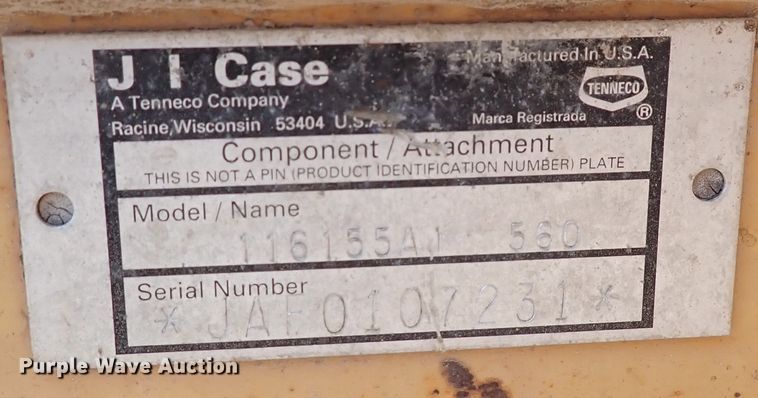 J I Case
A Tenneco Company
Racine, Wisconsin 53404 U.S.A.
Manufactured In U.S.A.
TENNECO
®
Marca Registrada
Component / Attachment
THIS IS NOT A PIN (PRODUCT IDENTIFICATION NUMBER) PLATE
Model / Name
116155A1 560
Serial Number
*JAF0107231*
Purple Wave Auction